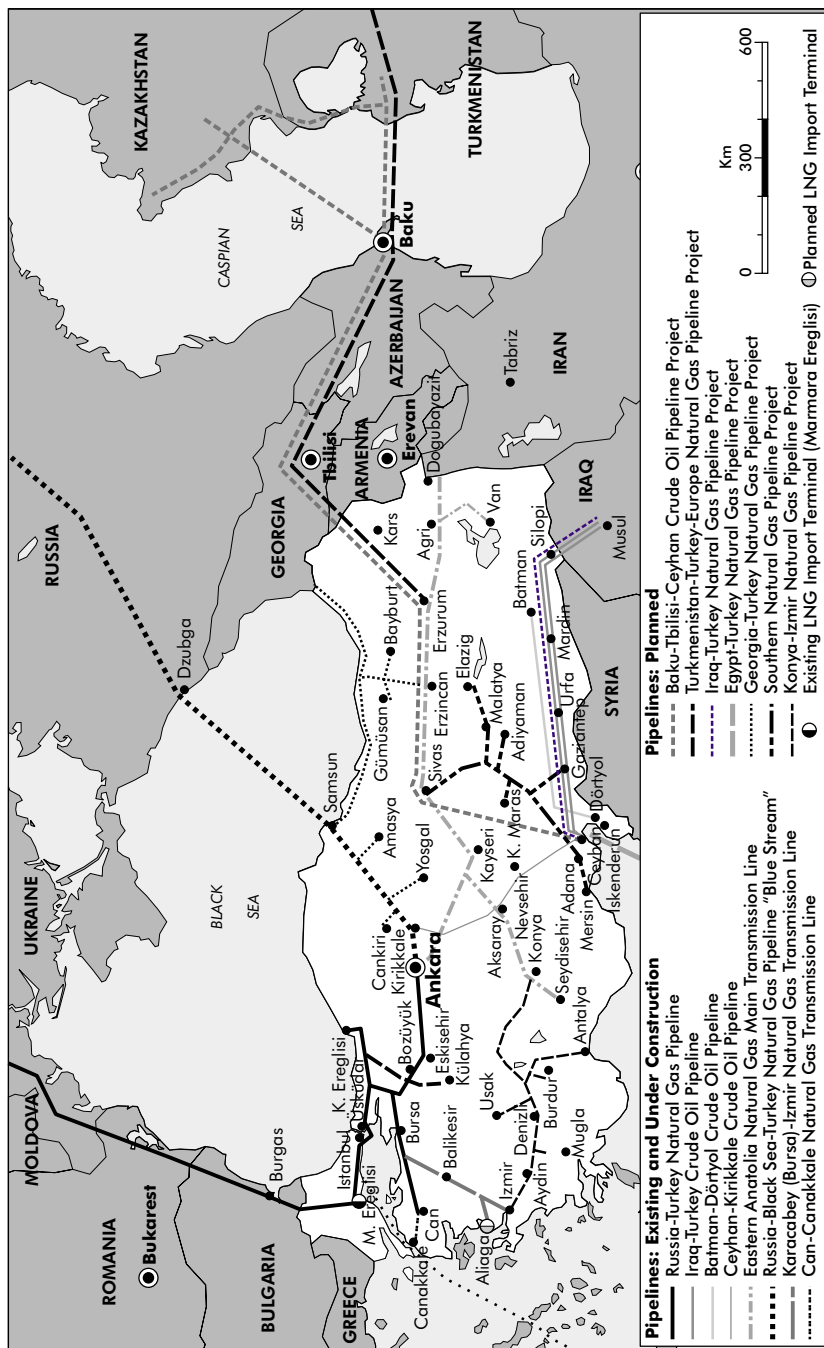 KAZAKHSTAN
TURKMENISTAN
CASPIAN
SEA
Baku
AZERBAIJAN
IRAN
Tabriz
RUSSIA
GEORGIA
Tbilisi
ARMENIA
Erevan
Dogubayazit
Kars
Agri
Van
IRAQ
Silopi
Musul
Dzubga
Bayburt
Erzurum
Batman
Mardin
Elazig
Erzincan
Gümüsan
Malatya
Adiyaman
Urfa
Gaziantep
SYRIA
Samsun
Amasya
Sivas
Yosgal
Kayseri
K. Maras
Nevsehir
Dörtyol
Ceyhan
Iskenderun
Adana
Mersin
UKRAINE
BLACK
SEA
Cankiri
Kirikkale
Ankara
Aksaray
Konya
Seydisehir
Antalya
K. Ereglisi
Bozüyük
Eskisehir
Külahya
Üsküdar
Istanbul
Bursa
Balikesir
Usak
Denizli
Burdur
Mugla
Aydin
Izmir
Aliaga
M. Ereglisi
Can
Canakkale
MOLDOVA
ROMANIA
Bukarest
Burgas
BULGARIA
GREECE
Pipelines: Existing and Under Construction
Russia-Turkey Natural Gas Pipeline
Iraq-Turkey Crude Oil Pipeline
Batman-Dörtyal Crude Oil Pipeline
Ceyhan-Kirikkale Crude Oil Pipeline
Eastern Anatolia Natural Gas Main Transmission Line
Russia-Black Sea-Turkey Natural Gas Pipeline "Blue Stream"
Karacabey (Bursa)-Izmir Natural Gas Transmission Line
Can-Canakkale Natural Gas Transmission Line
Pipelines: Planned
Baku-Tbilisi-Ceyhan Crude Oil Pipeline Project
Turkmenistan-Turkey-Europe Natural Gas Pipeline Project
Iraq-Turkey Natural Gas Pipeline Project
Egypt-Turkey Natural Gas Pipeline Project
Georgia-Turkey Natural Gas Pipeline Project
Southern Natural Gas Pipeline Project
Konya-Izmir Natural Gas Pipeline Project
Existing LNG Import Terminal (Marmara Ereglisi)
Planned LNG Import Terminal
Km
0 300 600